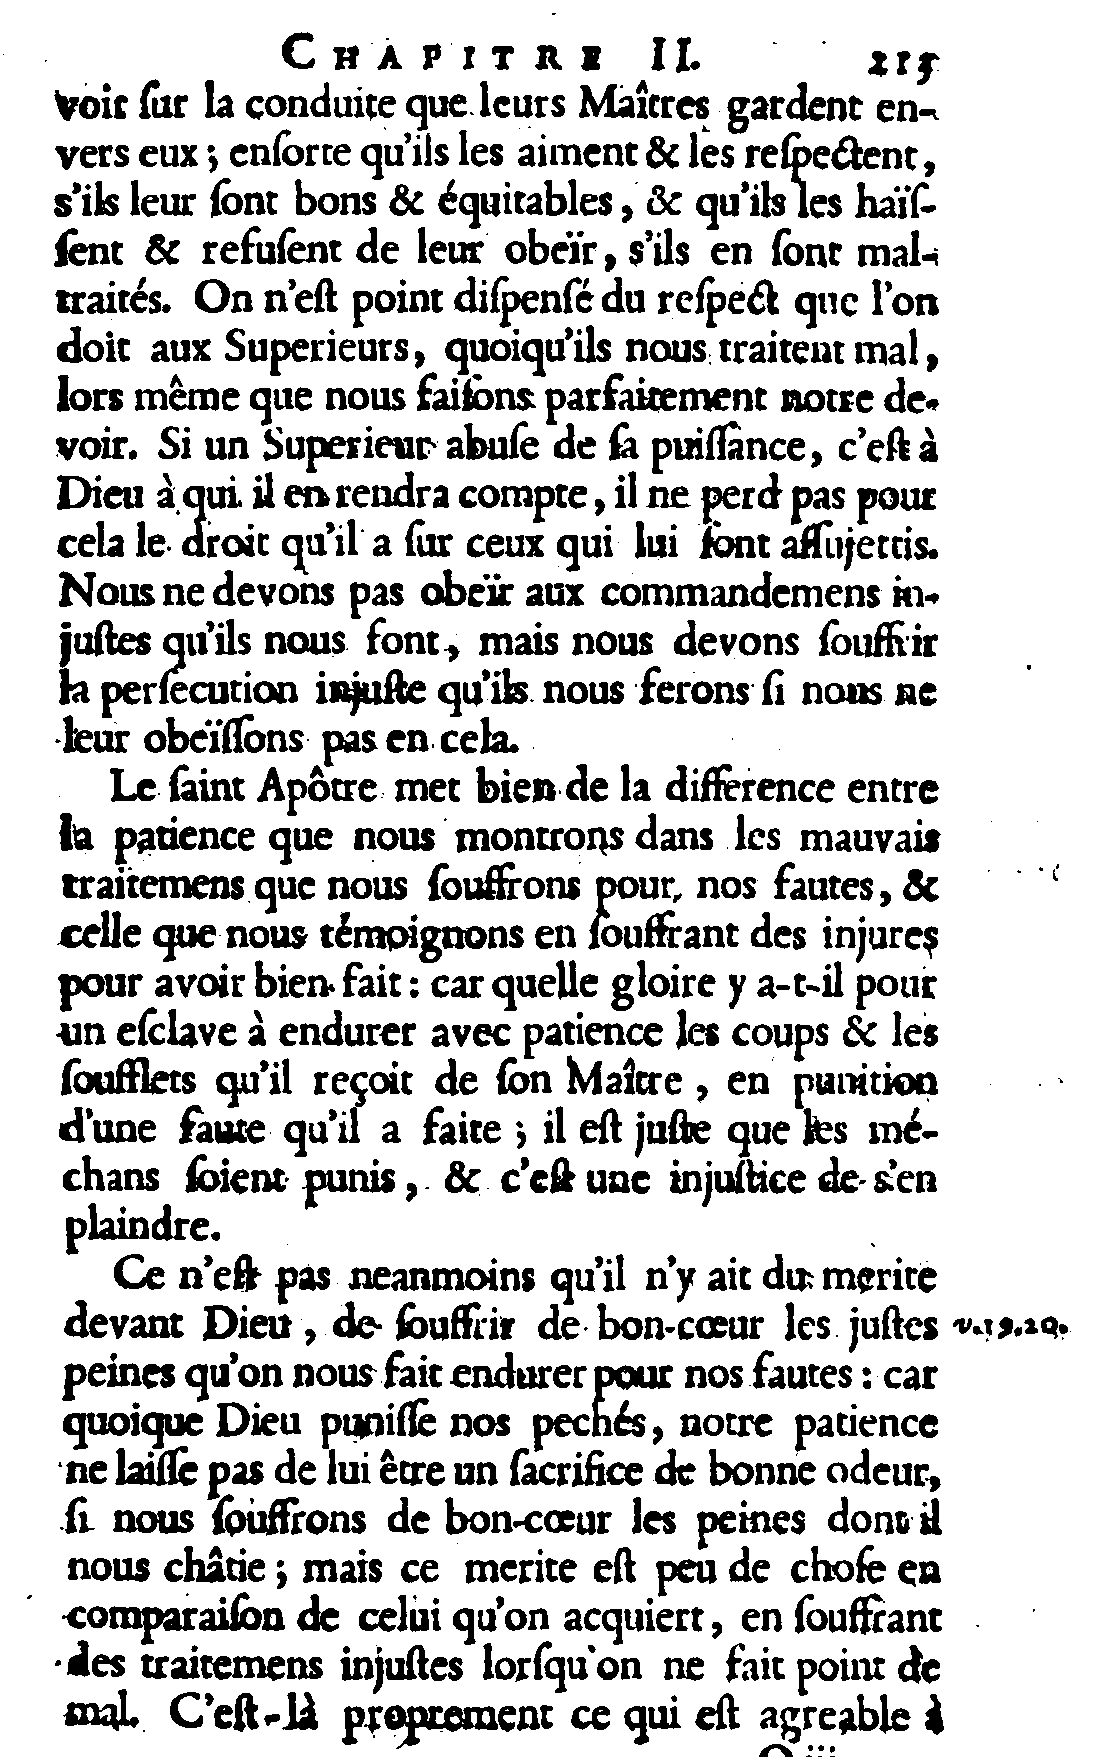 CHAPITRE II. 215
voir ſur la conduite que leurs Maîtres gardent en-
vers eux ; enſorte qu'ils les aiment & les reſpectent,
s'ils leur ſont bons & équitables, & qu'ils les haïſ-
ſent & refuſent de leur obeïr, s'ils en ſont mal-
traités. On n'eſt point diſpenſé du reſpect que l'on
doit aux Superieurs, quoiqu'ils nous traitent mal,
lors même que nous faiſons parfaitement notre de-
voir. Si un Superieur abuſe de ſa puiſſance, c'eſt à
Dieu à qui il en rendra compte, il ne perd pas pour
cela le droit qu'il a ſur ceux qui lui ſont aſſujettis.
Nous ne devons pas obeïr aux commandemens in-
juſtes qu'ils nous font, mais nous devons ſouffrir
la perſecution injuſte qu'ils nous ferons ſi nous ne
leur obeïſſons pas en cela.
Le ſaint Apôtre met bien de la difference entre
la patience que nous montrons dans les mauvais
traitemens que nous ſouffrons pour nos fautes, &
celle que nous témoignons en ſouffrant des injures
pour avoir bien fait : car quelle gloire y a-t-il pour
un eſclave à endurer avec patience les coups & les
ſoufflets qu'il reçoit de ſon Maître, en punition
d'une faute qu'il a faite ; il eſt juſte que les mé-
chans ſoient punis, & c'eſt une injuſtice de s'en
plaindre.
Ce n'eſt pas neanmoins qu'il n'y ait du merite
devant Dieu, de ſouffrir de bon-cœur les juſtes v.19.20.
peines qu'on nous fait endurer pour nos fautes : car
quoique Dieu puniſſe nos pechés, notre patience
ne laiſſe pas de lui être un ſacrifice de bonne odeur,
ſi nous ſouffrons de bon-cœur les peines dont il
nous châtie ; mais ce merite eſt peu de choſe en
comparaiſon de celui qu'on acquiert, en ſouffrant
des traitemens injuſtes lorſqu'on ne fait point de
mal. C'eſt-là proprement ce qui eſt agreable à